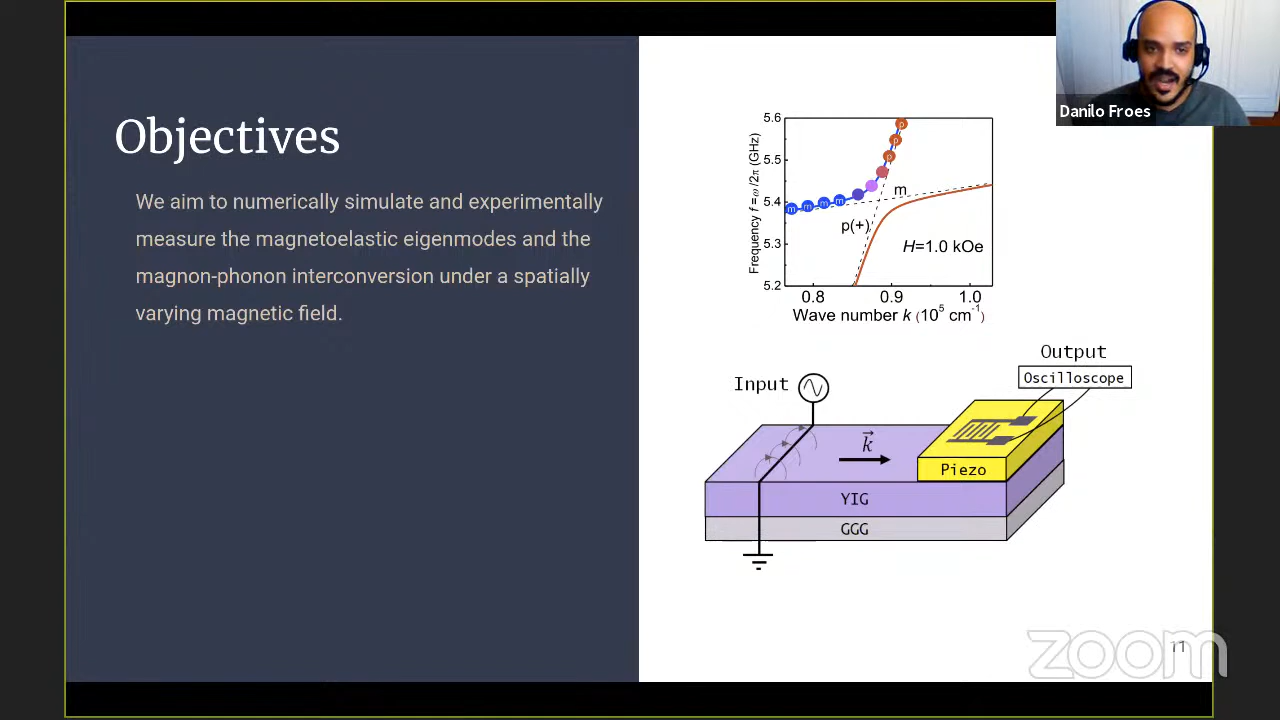 Danilo Froes
Objectives
We aim to numerically simulate and experimentally
measure the magnetoelastic eigenmodes and the
magnon-phonon interconversion under a spatially
varying magnetic field.
5.6
5.5
5.4
5.3
5.2
Frequency f =ω/2π (GHz)
p
p
p
m
m
m
m
m
p(+)
H=1.0 kOe
0.8
0.9
1.0
Wave number k (10⁵ cm⁻¹)
Output
Oscilloscope
Input
k⃗
Piezo
YIG
GGG
zoom
11